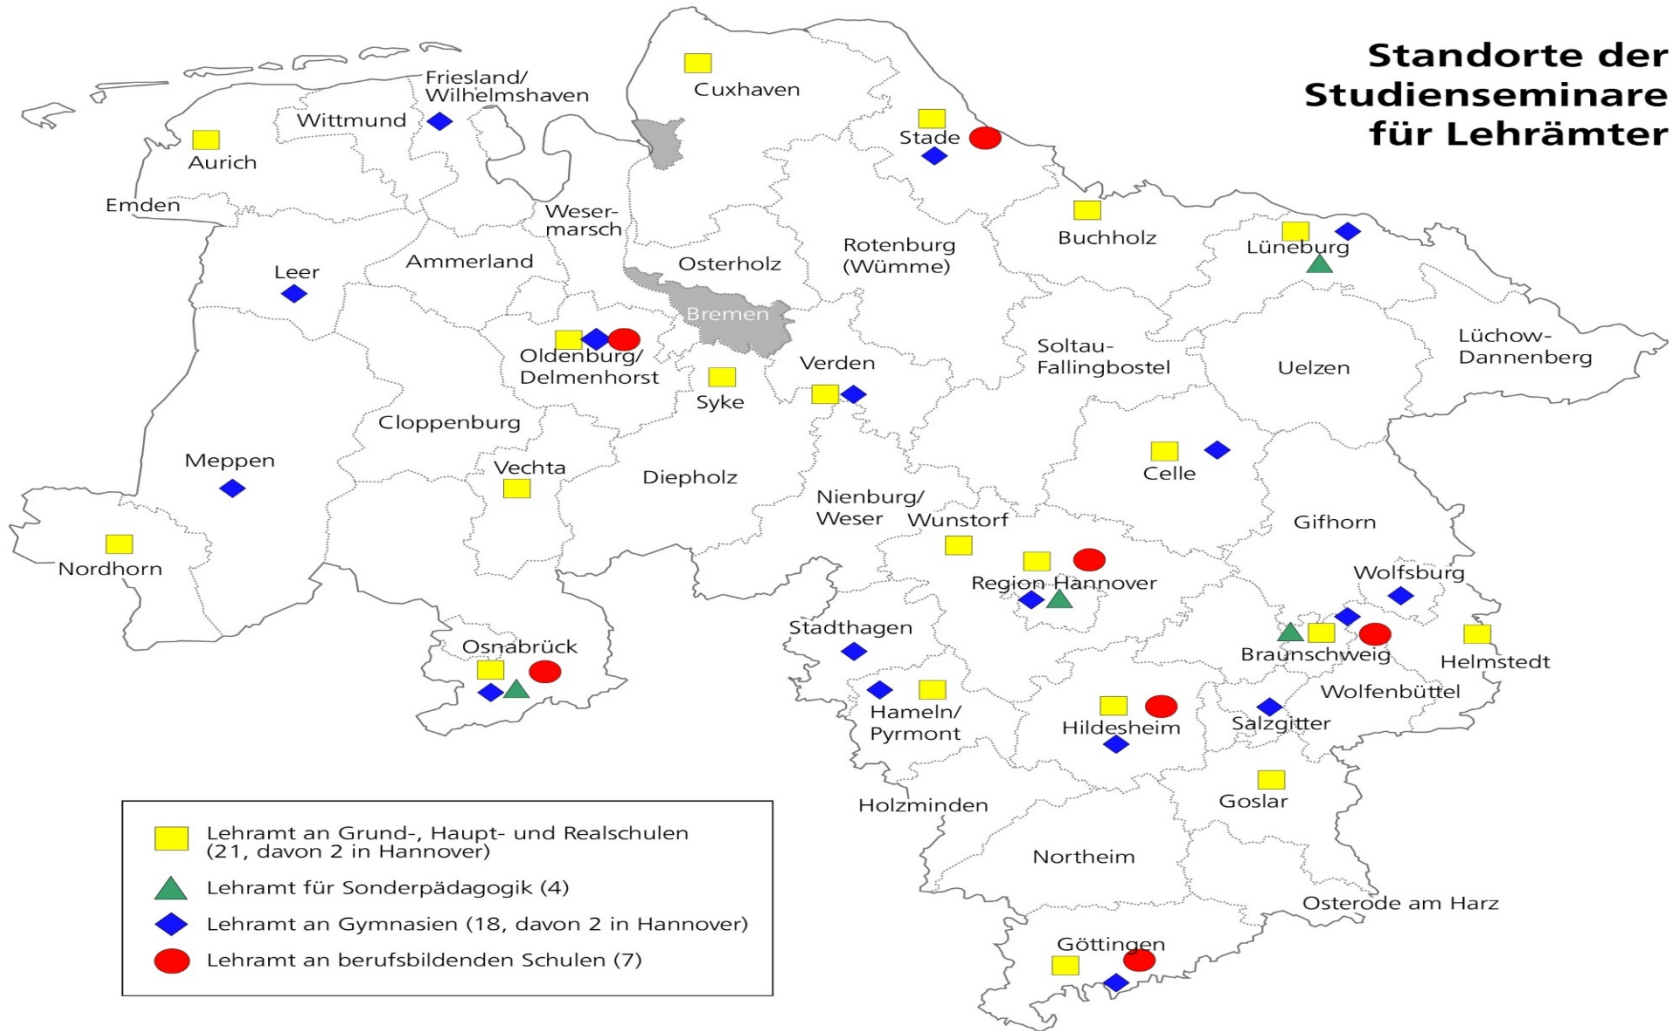 Standorte der
Studienseminare
für Lehrämter
Friesland/
Wilhelmshaven
Cuxhaven
Wittmund
Stade
Aurich
Emden
Weser-
marsch
Buchholz
Lüneburg
Rotenburg
(Wümme)
Ammerland
Osterholz
Leer
Bremen
Lüchow-
Dannenberg
Soltau-
Fallingbostel
Oldenburg/
Delmenhorst
Verden
Uelzen
Syke
Cloppenburg
Meppen
Vechta
Diepholz
Celle
Nienburg/
Weser
Wunstorf
Gifhorn
Nordhorn
Region Hannover
Wolfsburg
Stadthagen
Osnabrück
Braunschweig
Helmstedt
Wolfenbüttel
Hameln/
Pyrmont
Hildesheim
Salzgitter
Holzminden
Goslar
Northeim
Osterode am Harz
Göttingen
Lehramt an Grund-, Haupt- und Realschulen
(21, davon 2 in Hannover)
Lehramt für Sonderpädagogik (4)
Lehramt an Gymnasien (18, davon 2 in Hannover)
Lehramt an berufsbildenden Schulen (7)